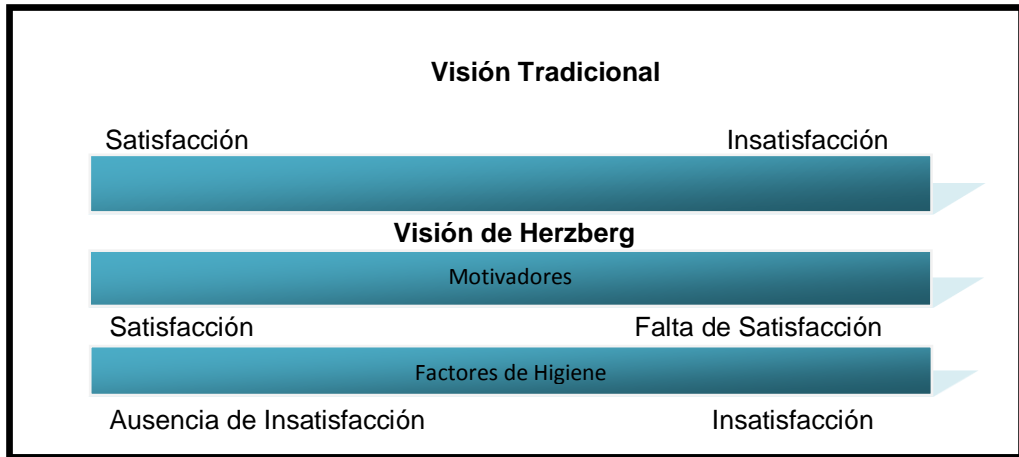 Visión Tradicional
Satisfacción Insatisfacción
Visión de Herzberg
Motivadores
Satisfacción Falta de Satisfacción
Factores de Higiene
Ausencia de Insatisfacción Insatisfacción